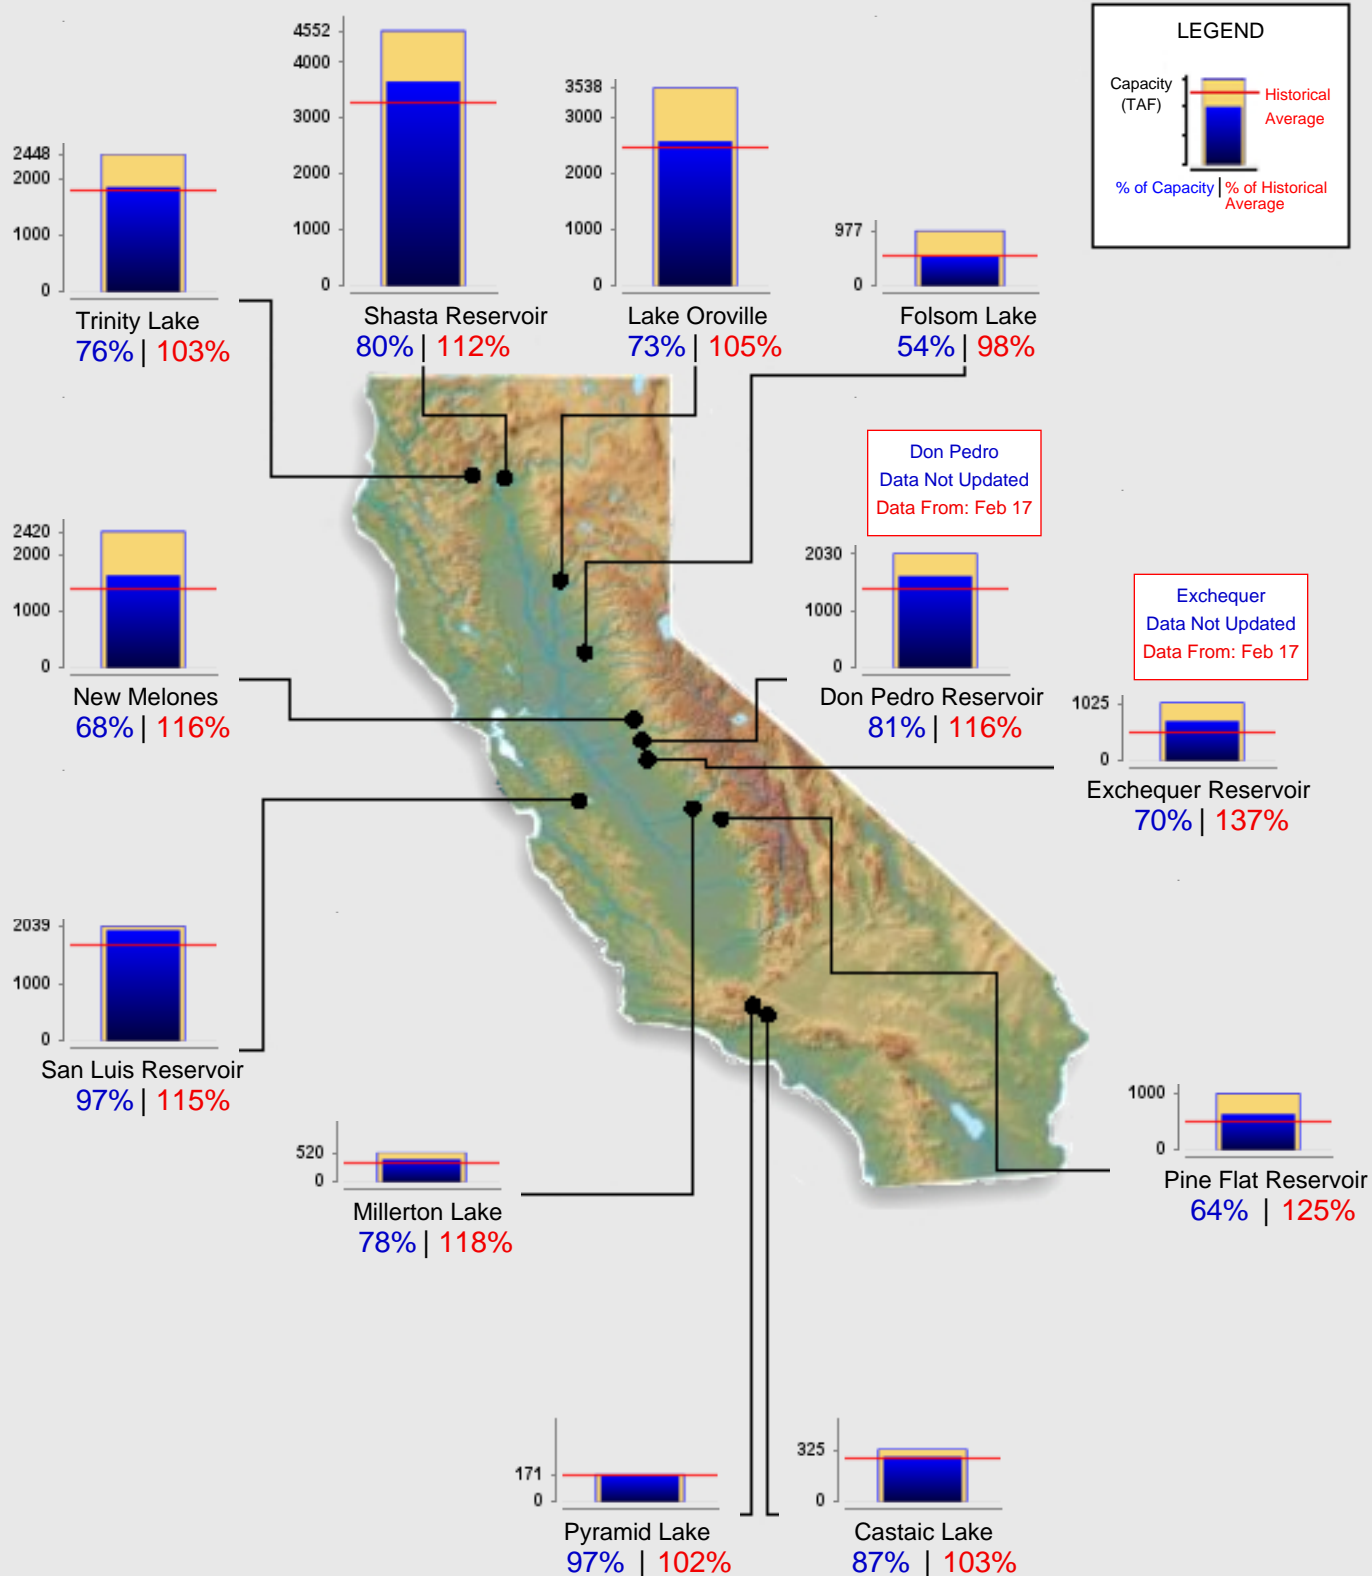 LEGEND
Capacity
(TAF)
Historical
Average
% of Capacity | % of Historical
Average
4552
4000
3000
2000
1000
0
Shasta Reservoir
80% | 112%
3538
3000
2000
1000
0
Lake Oroville
73% | 105%
2448
2000
1000
0
Trinity Lake
76% | 103%
977
0
Folsom Lake
54% | 98%
Don Pedro
Data Not Updated
Data From: Feb 17
2030
1000
0
Don Pedro Reservoir
81% | 116%
2420
2000
1000
0
New Melones
68% | 116%
Exchequer
Data Not Updated
Data From: Feb 17
1025
0
Exchequer Reservoir
70% | 137%
2039
1000
0
San Luis Reservoir
97% | 115%
520
0
Millerton Lake
78% | 118%
1000
0
Pine Flat Reservoir
64% | 125%
171
0
Pyramid Lake
97% | 102%
325
0
Castaic Lake
87% | 103%